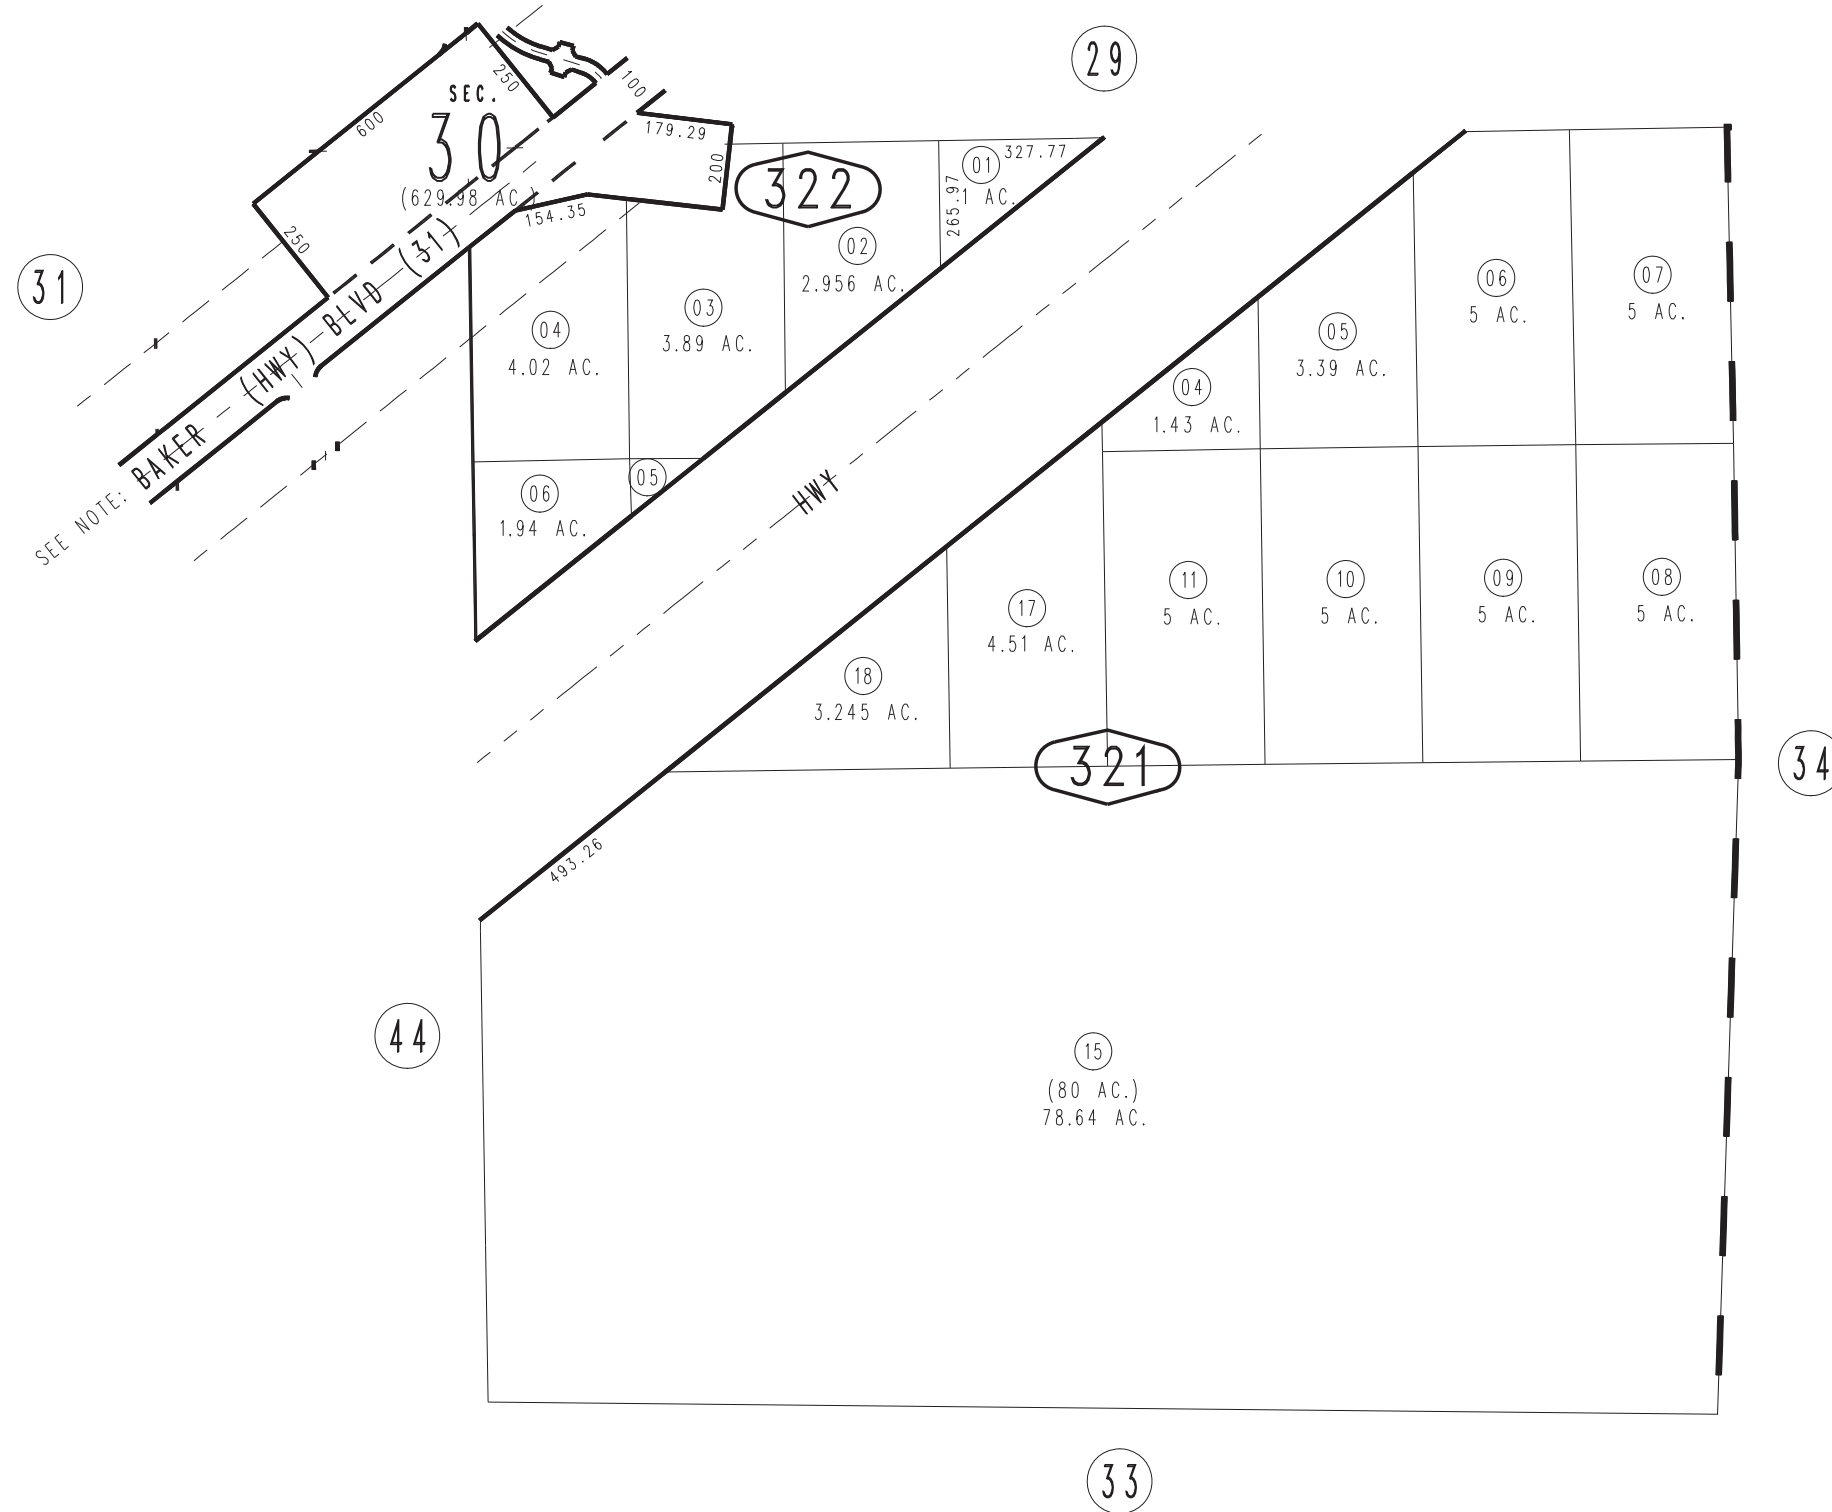 29
250
100
SEC.
600
30
179.29
(629.98 AC.)
200
322
01
327.77
265.97
1 AC.
154.35
250
31
02
2.956 AC.
03
3.89 AC.
04
4.02 AC.
SEE NOTE: BAKER (HWY) BLVD (31)
06
5 AC.
07
5 AC.
05
3.39 AC.
04
1.43 AC.
05
06
1.94 AC.
HWY
11
5 AC.
10
5 AC.
09
5 AC.
08
5 AC.
17
4.51 AC.
18
3.245 AC.
321
34
493.26
44
15
(80 AC.)
78.64 AC.
33